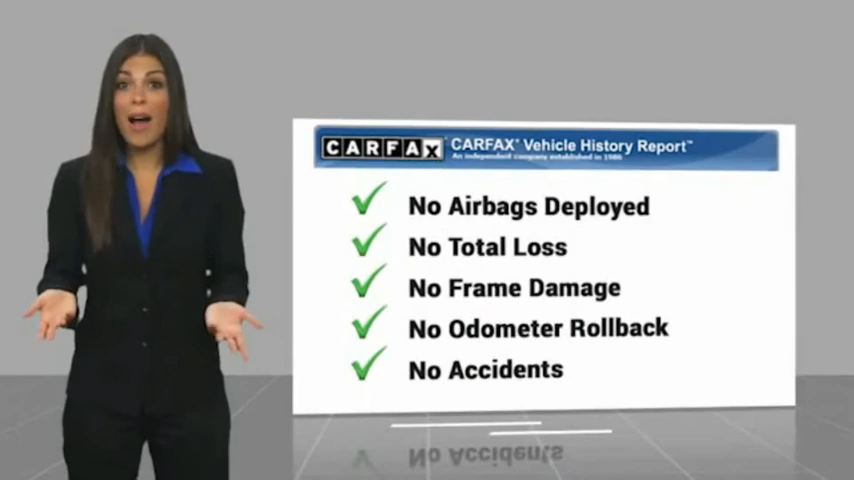 CARFAX CARFAX® Vehicle History Report™
An independent company established in 1986
No Airbags Deployed
No Total Loss
No Frame Damage
No Odometer Rollback
No Accidents
No Accidents